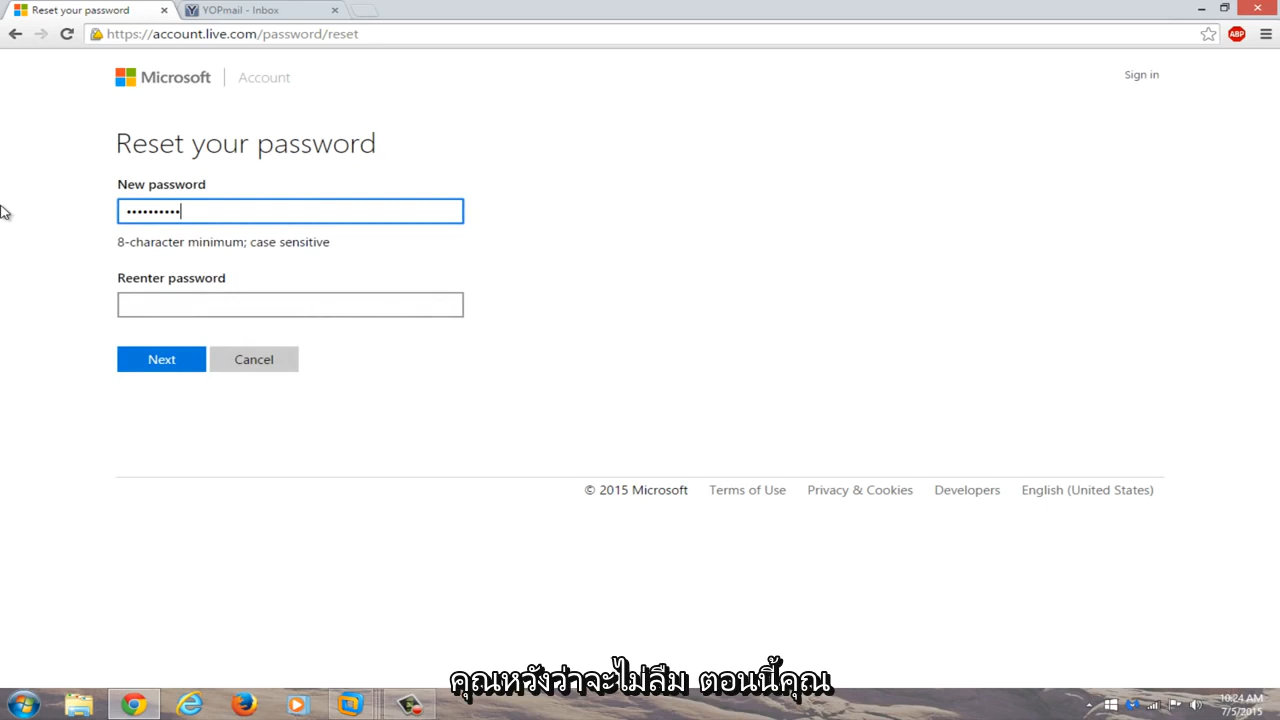 Reset your password
YOPmail - Inbox
https://account.live.com/password/reset
ABP
Microsoft
Account
Sign in
Reset your password
New password
••••••••••
8-character minimum; case sensitive
Reenter password
Next
Cancel
© 2015 Microsoft
Terms of Use
Privacy & Cookies
Developers
English (United States)
คุณหวังว่าจะไม่ลืม ตอนนี้คุณ
10:24 AM
7/5/2015